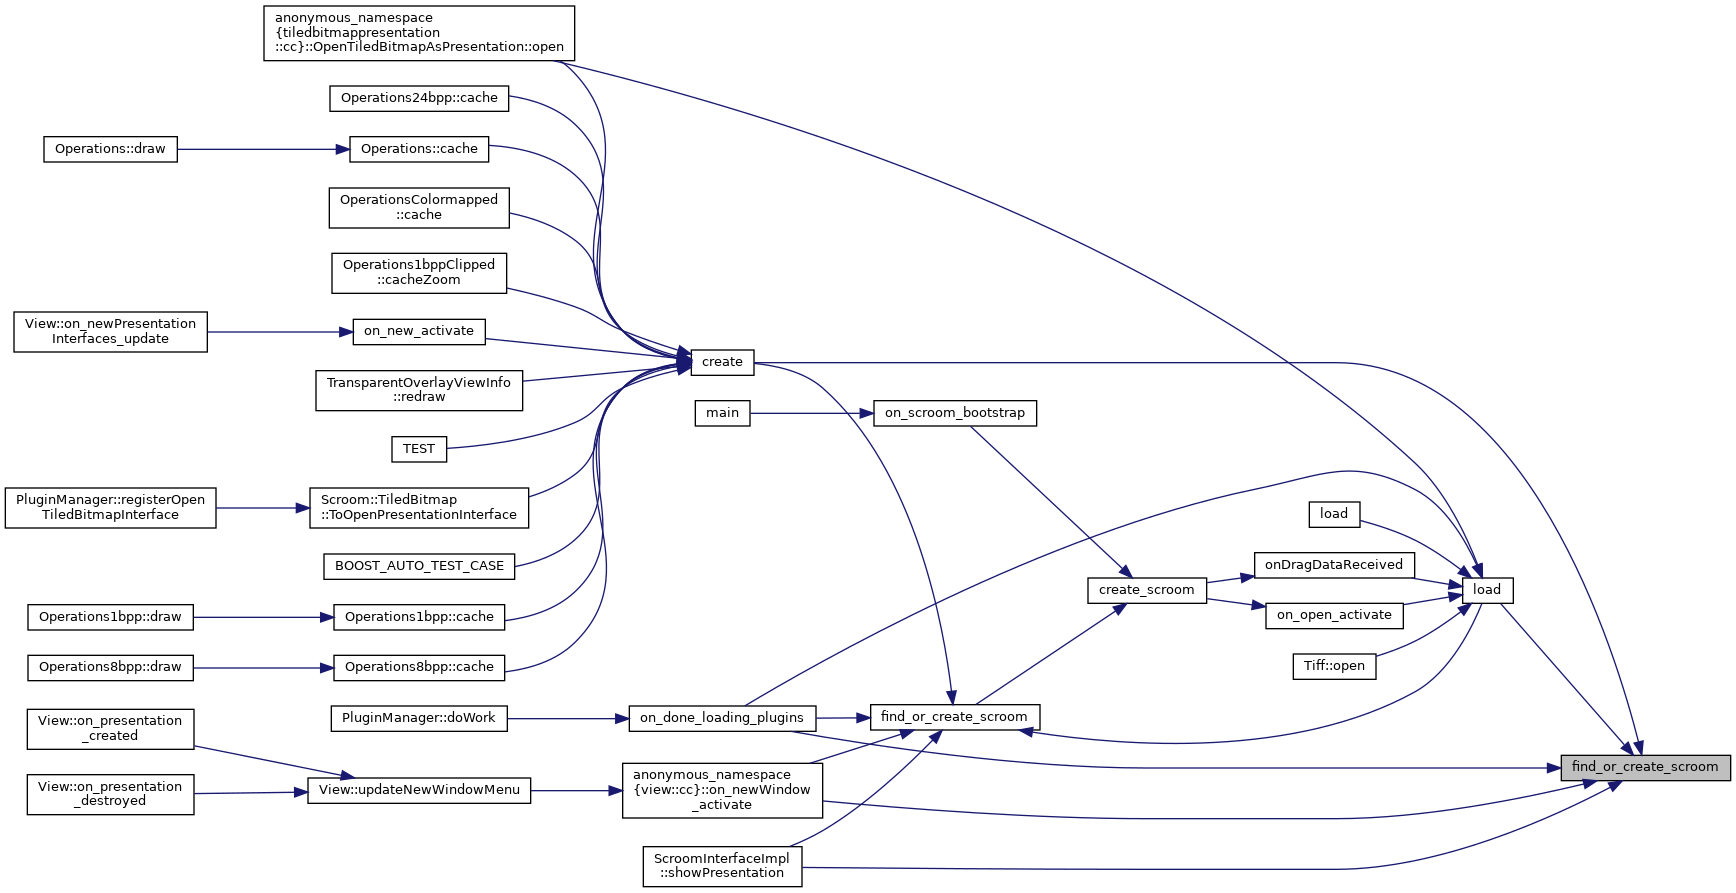 anonymous_namespace
{tiledbitmappresentation
::cc}::OpenTiledBitmapAsPresentation::open
Operations24bpp::cache
Operations::draw
Operations::cache
OperationsColormapped
::cache
Operations1bppClipped
::cacheZoom
View::on_newPresentation
Interfaces_update
on_new_activate
create
TransparentOverlayViewInfo
::redraw
main
on_scroom_bootstrap
TEST
PluginManager::registerOpen
TiledBitmapInterface
Scroom::TiledBitmap
::ToOpenPresentationInterface
load
BOOST_AUTO_TEST_CASE
onDragDataReceived
create_scroom
load
Operations1bpp::draw
Operations1bpp::cache
on_open_activate
Operations8bpp::draw
Operations8bpp::cache
Tiff::open
View::on_presentation
_created
PluginManager::doWork
on_done_loading_plugins
find_or_create_scroom
find_or_create_scroom
View::on_presentation
_destroyed
View::updateNewWindowMenu
anonymous_namespace
{view::cc}::on_newWindow
_activate
ScroomInterfaceImpl
::showPresentation